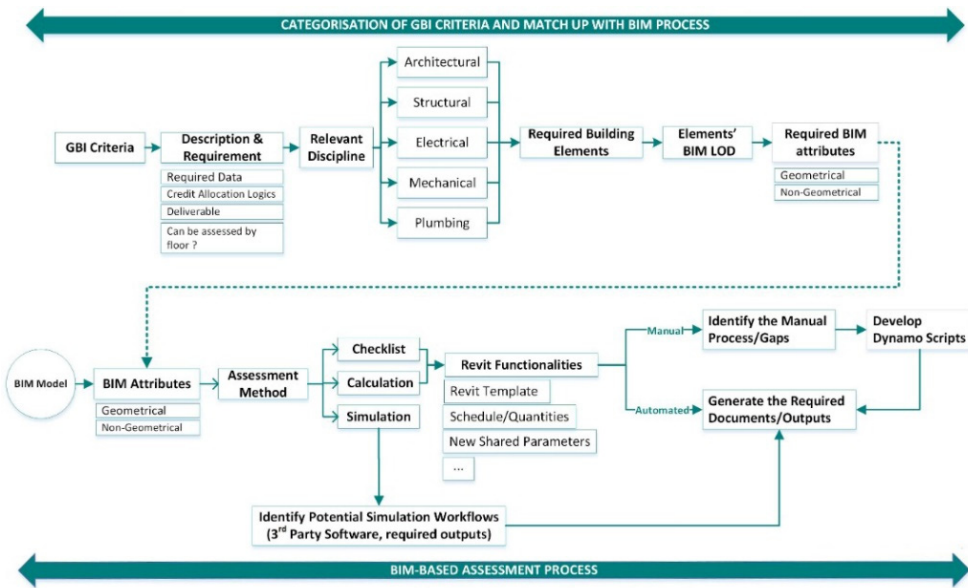 CATEGORISATION OF GBI CRITERIA AND MATCH UP WITH BIM PROCESS
GBI Criteria
Description &
Requirement
Required Data
Credit Allocation Logics
Deliverable
Can be assessed by
floor ?
Relevant
Discipline
Architectural
Structural
Electrical
Mechanical
Plumbing
Required Building
Elements
Elements'
BIM LOD
Required BIM
attributes
Geometrical
Non-Geometrical
BIM Model
BIM Attributes
Geometrical
Non-Geometrical
Assessment
Method
Checklist
Calculation
Simulation
Revit Functionalities
Revit Template
Schedule/Quantities
New Shared Parameters
...
Manual
Identify the Manual
Process/Gaps
Develop
Dynamo Scripts
Automated
Generate the Required
Documents/Outputs
Identify Potential Simulation Workflows
(3rd Party Software, required outputs)
BIM-BASED ASSESSMENT PROCESS